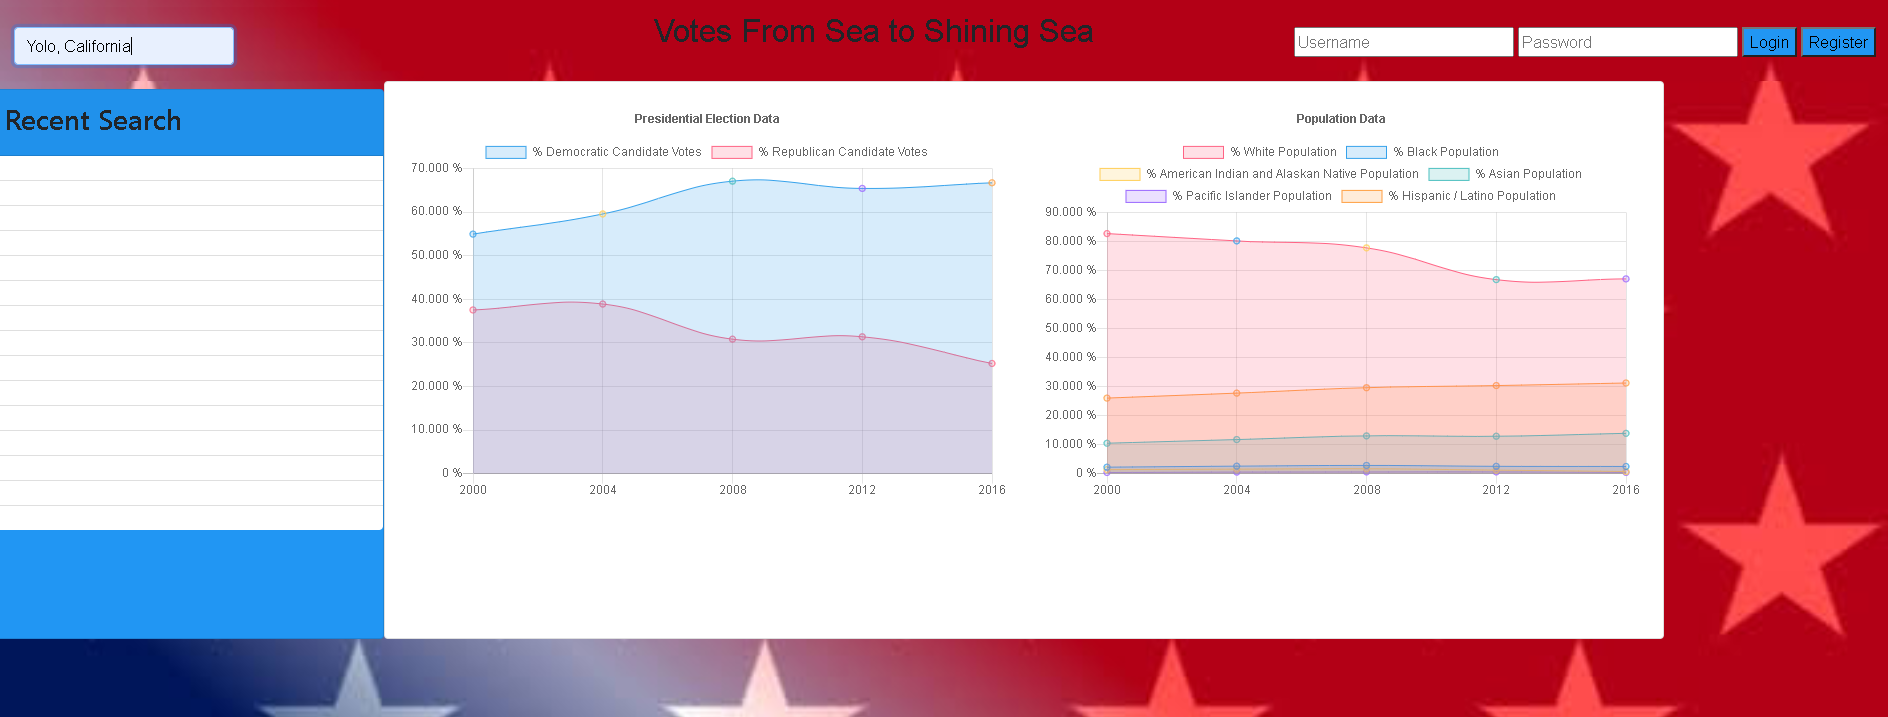 Votes From Sea to Shining Sea
Yolo, California
Username Password Login Register
Recent Search
Presidential Election Data
% Democratic Candidate Votes % Republican Candidate Votes
70.000 %
60.000 %
50.000 %
40.000 %
30.000 %
20.000 %
10.000 %
0 %
2000 2004 2008 2012 2016
Population Data
% White Population % Black Population
% American Indian and Alaskan Native Population % Asian Population
% Pacific Islander Population % Hispanic / Latino Population
90.000 %
80.000 %
70.000 %
60.000 %
50.000 %
40.000 %
30.000 %
20.000 %
10.000 %
0 %
2000 2004 2008 2012 2016